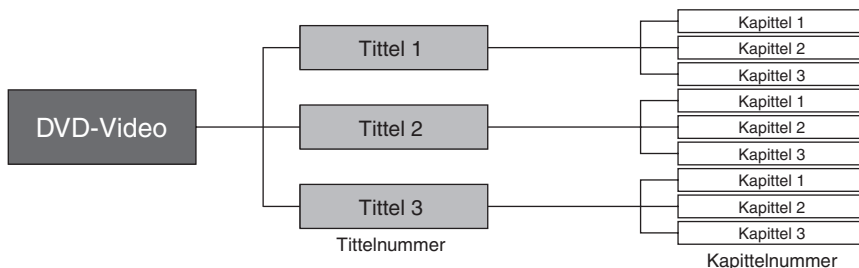 DVD-Video
Tittel 1
Kapittel 1
Kapittel 2
Kapittel 3
Tittel 2
Kapittel 1
Kapittel 2
Kapittel 3
Tittel 3
Kapittel 1
Kapittel 2
Kapittel 3
Tittelnummer
Kapittelnummer